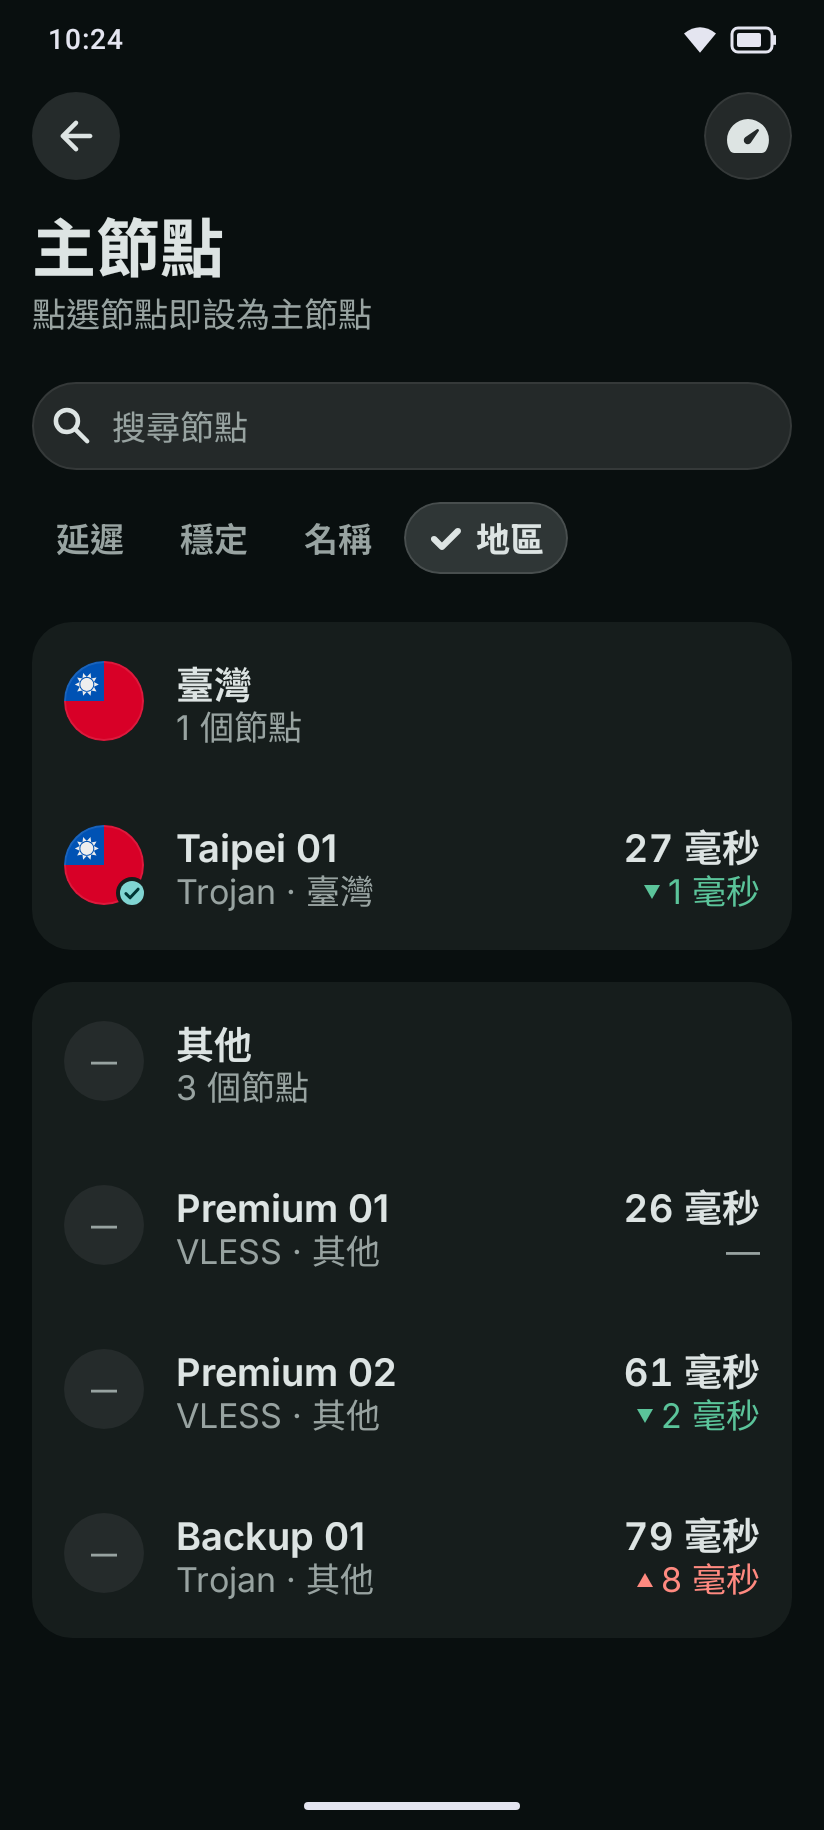 10:24
主節點
點選節點即設為主節點
搜尋節點
延遲 穩定 名稱 地區
臺灣
1 個節點
Taipei 01 27 毫秒
Trojan · 臺灣 ▼1 毫秒
— 其他
3 個節點
— Premium 01 26 毫秒
VLESS · 其他 —
— Premium 02 61 毫秒
VLESS · 其他 ▼2 毫秒
— Backup 01 79 毫秒
Trojan · 其他 ▲8 毫秒